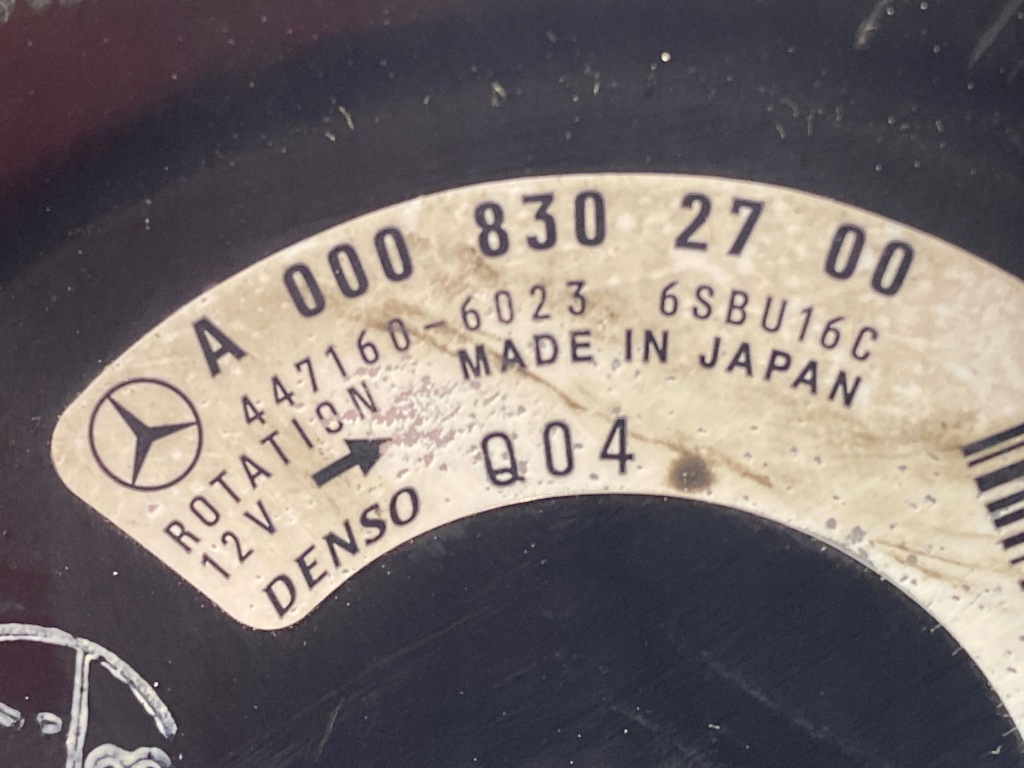 A 000 830 27 00
447160-6023 6SBU16C
ROTATION MADE IN JAPAN
12V
DENSO Q04